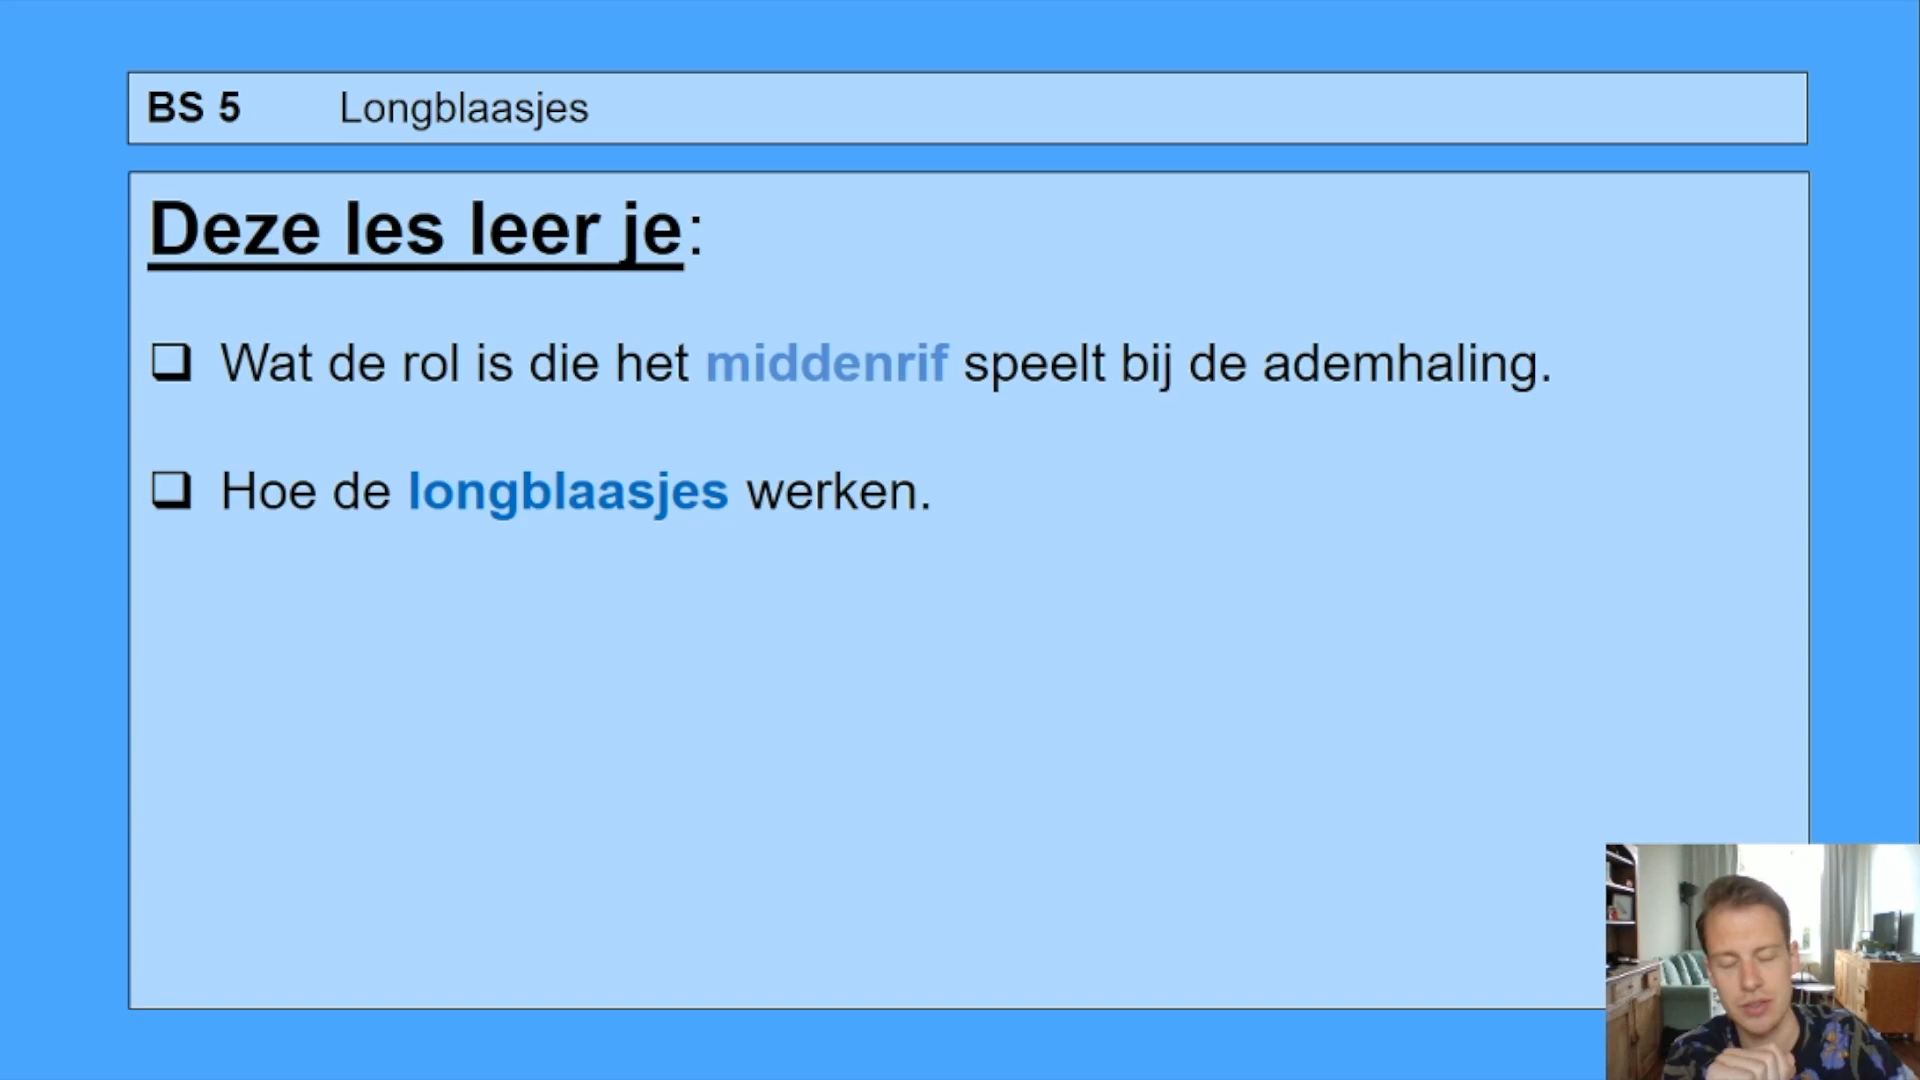 BS 5 Longblaasjes
Deze les leer je:
❑ Wat de rol is die het middenrif speelt bij de ademhaling.
❑ Hoe de longblaasjes werken.